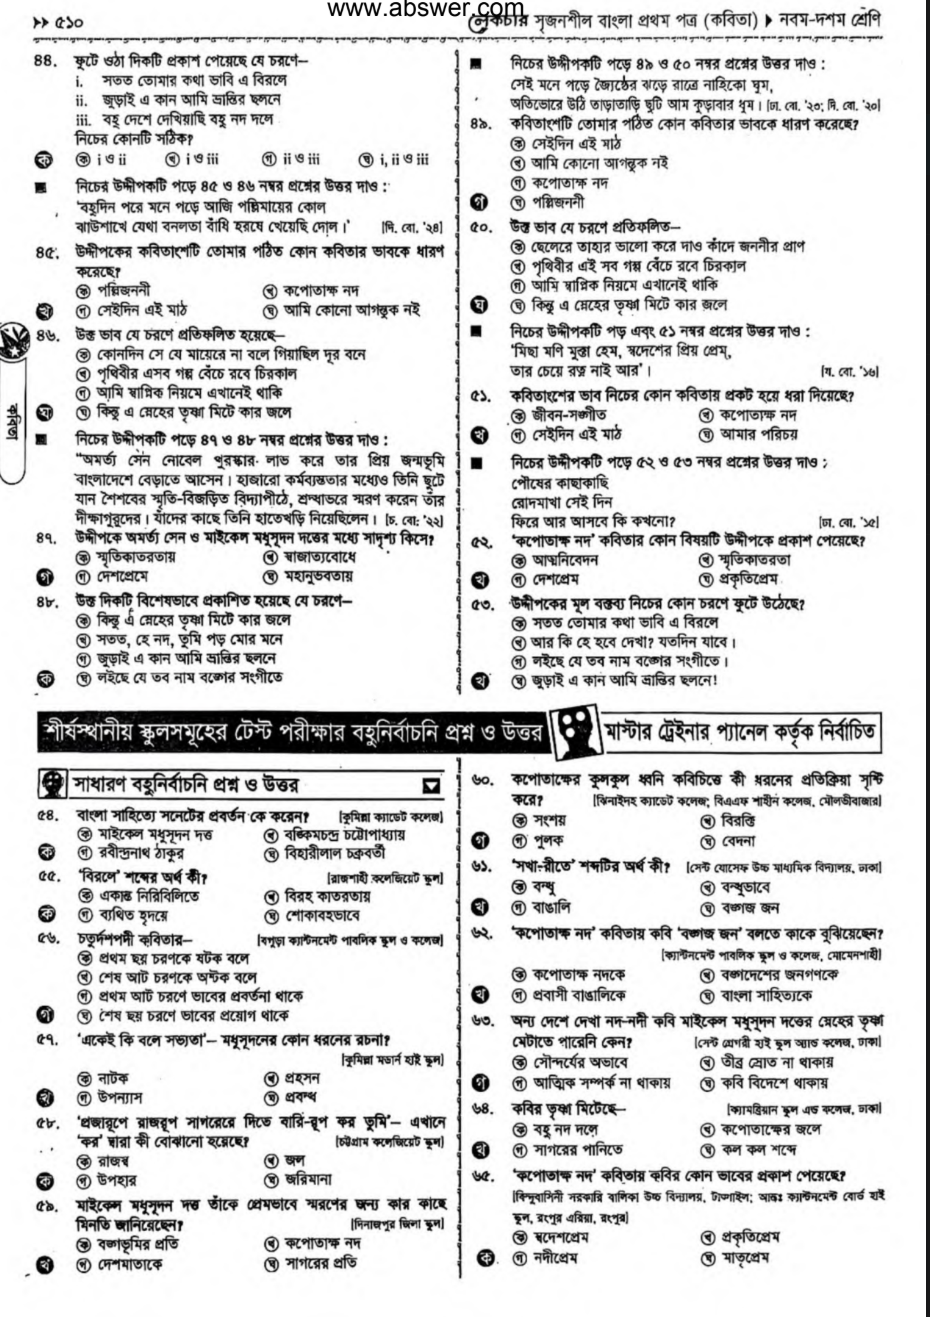 www.abswer.com
৫১০
লেকচার সৃজনশীল বাংলা প্রথম পত্র (কবিতা) নবম-দশম শ্রেণি
৪৪. ফুটে ওঠা দিকটি প্রকাশ পেয়েছে যে চরণে—
i. সতত তোমার কথা ভাবি এ বিরলে
ii. জুড়াই এ কান আমি ভ্রান্তির ছলনে
iii. বহু দেশে দেখিয়াছি বহু নদ দলে
নিচের কোনটি সঠিক?
ক ক i ও ii খ i ও iii গ ii ও iii ঘ i, ii ও iii
নিচের উদ্দীপকটি পড়ে ৪৫ ও ৪৬ নম্বর প্রশ্নের উত্তর দাও :
'বহুদিন পরে মনে পড়ে আজি পল্লিমায়ের কোল
ঝাউশাখে যেথা বনলতা বাঁধি হরষে খেয়েছি দোল।' [দি. বো. '২৪]
৪৫. উদ্দীপকের কবিতাংশটি তোমার পঠিত কোন কবিতার ভাবকে ধারণ
করেছে?
ক পল্লিজননী খ কপোতাক্ষ নদ
খ গ সেইদিন এই মাঠ ঘ আমি কোনো আগন্তুক নই
৪৬. উক্ত ভাব যে চরণে প্রতিফলিত হয়েছে—
ক কোনদিন সে যে মায়েরে না বলে গিয়াছিল দূর বনে
খ পৃথিবীর এসব গল্প বেঁচে রবে চিরকাল
গ আমি স্বাপ্নিক নিয়মে এখানেই থাকি
ঘ ঘ কিন্তু এ স্নেহের তৃষ্ণা মিটে কার জলে
নিচের উদ্দীপকটি পড়ে ৪৭ ও ৪৮ নম্বর প্রশ্নের উত্তর দাও :
"অমর্ত্য সেন নোবেল পুরস্কার লাভ করে তার প্রিয় জন্মভূমি
বাংলাদেশে বেড়াতে আসেন। হাজারো কর্মব্যস্ততার মধ্যেও তিনি ছুটে
যান শৈশবের স্মৃতি-বিজড়িত বিদ্যাপীঠে, শ্রদ্ধাভরে স্মরণ করেন তাঁর
দীক্ষাগুরুদের। যাঁদের কাছে তিনি হাতেখড়ি নিয়েছিলেন। [চ. বো: '২২]
৪৭. উদ্দীপকে অমর্ত্য সেন ও মাইকেল মধুসূদন দত্তের মধ্যে সাদৃশ্য কিসে?
ক স্মৃতিকাতরতায় খ স্বাজাত্যবোধে
গ গ দেশপ্রেমে ঘ মহানুভবতায়
৪৮. উক্ত দিকটি বিশেষভাবে প্রকাশিত হয়েছে যে চরণে—
ক কিন্তু এ স্নেহের তৃষ্ণা মিটে কার জলে
খ সতত, হে নদ, তুমি পড় মোর মনে
গ জুড়াই এ কান আমি ভ্রান্তির ছলনে
ক ঘ লইছে যে তব নাম বঙ্গের সংগীতে
কবিতা
নিচের উদ্দীপকটি পড়ে ৪৯ ও ৫০ নম্বর প্রশ্নের উত্তর দাও :
সেই মনে পড়ে জ্যৈষ্ঠের ঝড়ে রাত্রে নাহিকো ঘুম,
অতিভোরে উঠি তাড়াতাড়ি ছুটি আম কুড়াবার ধুম। [ঢা. বো. '২৩; দি. বো. '২০]
৪৯. কবিতাংশটি তোমার পঠিত কোন কবিতার ভাবকে ধারণ করেছে?
ক সেইদিন এই মাঠ
খ আমি কোনো আগন্তুক নই
গ কপোতাক্ষ নদ
গ ঘ পল্লিজননী
৫০. উক্ত ভাব যে চরণে প্রতিফলিত—
ক ছেলেরে তাহার ভালো করে দাও কাঁদে জননীর প্রাণ
খ পৃথিবীর এই সব গল্প বেঁচে রবে চিরকাল
গ আমি স্বাপ্নিক নিয়মে এখানেই থাকি
ঘ ঘ কিন্তু এ স্নেহের তৃষ্ণা মিটে কার জলে
নিচের উদ্দীপকটি পড় এবং ৫১ নম্বর প্রশ্নের উত্তর দাও :
'মিছা মণি মুক্তা হেম, স্বদেশের প্রিয় প্রেম,
তার চেয়ে রত্ন নাই আর'। [য. বো. '১৬]
৫১. কবিতাংশের ভাব নিচের কোন কবিতায় প্রকট হয়ে ধরা দিয়েছে?
ক জীবন-সঙ্গীত খ কপোতাক্ষ নদ
খ গ সেইদিন এই মাঠ ঘ আমার পরিচয়
নিচের উদ্দীপকটি পড়ে ৫২ ও ৫৩ নম্বর প্রশ্নের উত্তর দাও :
পৌষের কাছাকাছি
রোদমাখা সেই দিন
ফিরে আর আসবে কি কখনো? [ঢা. বো. '১৫]
৫২. 'কপোতাক্ষ নদ' কবিতার কোন বিষয়টি উদ্দীপকে প্রকাশ পেয়েছে?
ক আত্মনিবেদন খ স্মৃতিকাতরতা
খ গ দেশপ্রেম ঘ প্রকৃতিপ্রেম
৫৩. উদ্দীপকের মূল বক্তব্য নিচের কোন চরণে ফুটে উঠেছে?
ক সতত তোমার কথা ভাবি এ বিরলে
খ আর কি হে হবে দেখা? যতদিন যাবে।
গ লইছে যে তব নাম বঙ্গের সংগীতে।
খ ঘ জুড়াই এ কান আমি ভ্রান্তির ছলনে!
শীর্ষস্থানীয় স্কুলসমূহের টেস্ট পরীক্ষার বহুনির্বাচনি প্রশ্ন ও উত্তর মাস্টার ট্রেইনার প্যানেল কর্তৃক নির্বাচিত
সাধারণ বহুনির্বাচনি প্রশ্ন ও উত্তর
৫৪. বাংলা সাহিত্যে সনেটের প্রবর্তন কে করেন? [কুমিল্লা ক্যাডেট কলেজ]
ক মাইকেল মধুসূদন দত্ত খ বঙ্কিমচন্দ্র চট্টোপাধ্যায়
ক গ রবীন্দ্রনাথ ঠাকুর ঘ বিহারীলাল চক্রবর্তী
৫৫. 'বিরলে' শব্দের অর্থ কী? [রাজশাহী কলেজিয়েট স্কুল]
ক একান্ত নিরিবিলিতে খ বিরহ কাতরতায়
ক গ ব্যথিত হৃদয়ে ঘ শোকাবহভাবে
৫৬. চতুর্দশপদী কবিতার— [বগুড়া ক্যান্টনমেন্ট পাবলিক স্কুল ও কলেজ]
ক প্রথম ছয় চরণকে ষটক বলে
খ শেষ আট চরণকে অষ্টক বলে
গ প্রথম আট চরণে ভাবের প্রবর্তনা থাকে
গ ঘ শেষ ছয় চরণে ভাবের প্রয়োগ থাকে
৫৭. 'একেই কি বলে সভ্যতা'— মধুসূদনের কোন ধরনের রচনা?
[কুমিল্লা মডার্ন হাই স্কুল]
ক নাটক খ প্রহসন
খ গ উপন্যাস ঘ প্রবন্ধ
৫৮. 'প্রজারূপে রাজরূপ সাগরেরে দিতে বারি-রূপ কর তুমি'— এখানে
'কর' দ্বারা কী বোঝানো হয়েছে? [চট্টগ্রাম কলেজিয়েট স্কুল]
ক রাজস্ব খ জল
ক গ উপহার ঘ জরিমানা
৫৯. মাইকেল মধুসূদন দত্ত তাঁকে প্রেমভাবে স্মরণের জন্য কার কাছে
মিনতি জানিয়েছেন? [দিনাজপুর জিলা স্কুল]
ক বঙ্গভূমির প্রতি খ কপোতাক্ষ নদ
খ গ দেশমাতাকে ঘ সাগরের প্রতি
৬০. কপোতাক্ষের কুলকুল ধ্বনি কবিচিত্তে কী ধরনের প্রতিক্রিয়া সৃষ্টি
করে? [ঝিনাইদহ ক্যাডেট কলেজ; বিএএফ শাহীন কলেজ, মৌলভীবাজার]
ক সংশয় খ বিরক্তি
গ গ পুলক ঘ বেদনা
৬১. 'সখা-রীতে' শব্দটির অর্থ কী? [সেন্ট যোসেফ উচ্চ মাধ্যমিক বিদ্যালয়, ঢাকা]
ক বন্ধু খ বন্ধুভাবে
খ গ বাঙালি ঘ বঙ্গজ জন
৬২. 'কপোতাক্ষ নদ' কবিতায় কবি 'বঙ্গজ জন' বলতে কাকে বুঝিয়েছেন?
[ক্যান্টনমেন্ট পাবলিক স্কুল ও কলেজ, মোমেনশাহী]
ক কপোতাক্ষ নদকে খ বঙ্গদেশের জনগণকে
খ গ প্রবাসী বাঙালিকে ঘ বাংলা সাহিত্যকে
৬৩. অন্য দেশে দেখা নদ-নদী কবি মাইকেল মধুসূদন দত্তের স্নেহের তৃষ্ণা
মেটাতে পারেনি কেন? [সেন্ট গ্রেগরী হাই স্কুল অ্যান্ড কলেজ, ঢাকা]
ক সৌন্দর্যের অভাবে খ তীব্র স্রোত না থাকায়
গ গ আত্মিক সম্পর্ক না থাকায় ঘ কবি বিদেশে থাকায়
৬৪. কবির তৃষ্ণা মিটেছে— [ক্যামব্রিয়ান স্কুল এন্ড কলেজ, ঢাকা]
ক বহু নদ দলে খ কপোতাক্ষের জলে
খ গ সাগরের পানিতে ঘ কল কল শব্দে
৬৫. 'কপোতাক্ষ নদ' কবিতায় কবির কোন ভাবের প্রকাশ পেয়েছে?
[বিন্দুবাসিনী সরকারি বালিকা উচ্চ বিদ্যালয়, টাঙ্গাইল; আন্তঃ ক্যান্টনমেন্ট বোর্ড হাই
স্কুল, রংপুর এরিয়া, রংপুর]
ক স্বদেশপ্রেম খ প্রকৃতিপ্রেম
ক গ নদীপ্রেম ঘ মাতৃপ্রেম